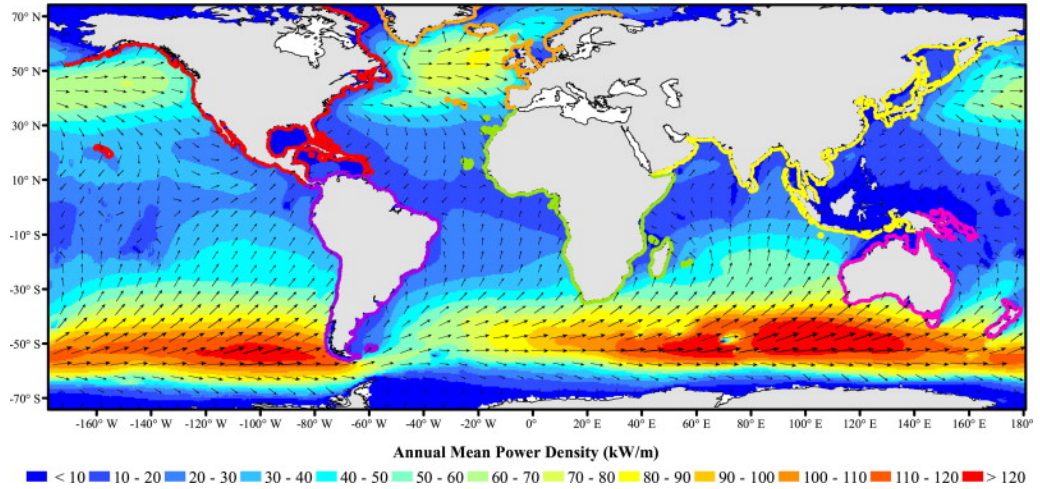 70° N
50° N
30° N
10° N
-10° S
-30° S
-50° S
-70° S
-160° W -140° W -120° W -100° W -80° W -60° W -40° W -20° W 0° 20° E 40° E 60° E 80° E 100° E 120° E 140° E 160° E 180° E
Annual Mean Power Density (kW/m)
< 10 10 - 20 20 - 30 30 - 40 40 - 50 50 - 60 60 - 70 70 - 80 80 - 90 90 - 100 100 - 110 110 - 120 > 120